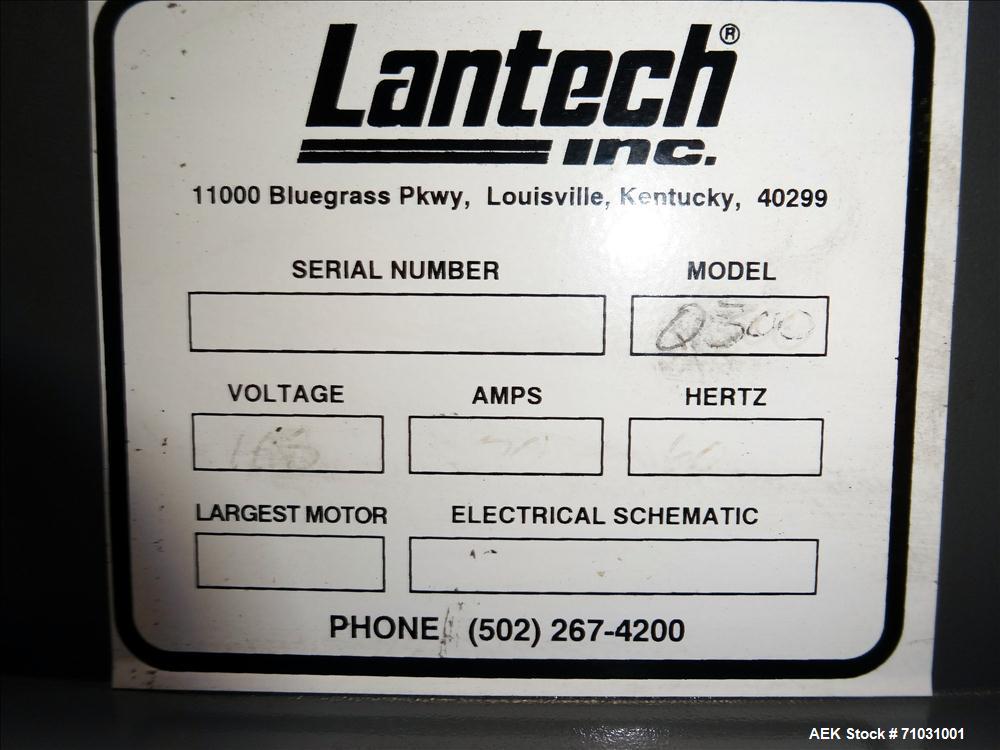 Lantech®
inc.
11000 Bluegrass Pkwy, Louisville, Kentucky, 40299
SERIAL NUMBER MODEL
Q300
VOLTAGE AMPS HERTZ
LARGEST MOTOR ELECTRICAL SCHEMATIC
PHONE (502) 267-4200
AEK Stock # 71031001